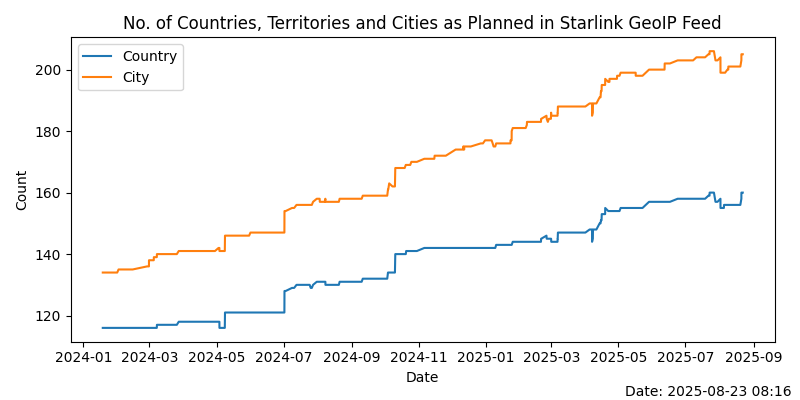 No. of Countries, Territories and Cities as Planned in Starlink GeoIP Feed
Country
City
Count
200
180
160
140
120
2024-01 2024-03 2024-05 2024-07 2024-09 2024-11 2025-01 2025-03 2025-05 2025-07 2025-09
Date
Date: 2025-08-23 08:16